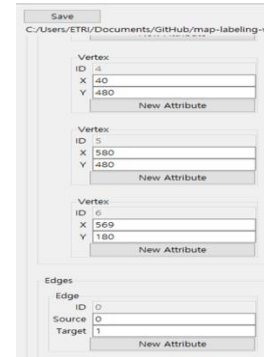 Save
C:/Users/ETRI/Documents/GitHub/map-labeling-
New Attribute
Vertex
ID 4
X 40
Y 480
New Attribute
Vertex
ID 5
X 580
Y 480
New Attribute
Vertex
ID 6
X 569
Y 180
New Attribute
Edges
Edge
ID 0
Source 0
Target 1
New Attribute